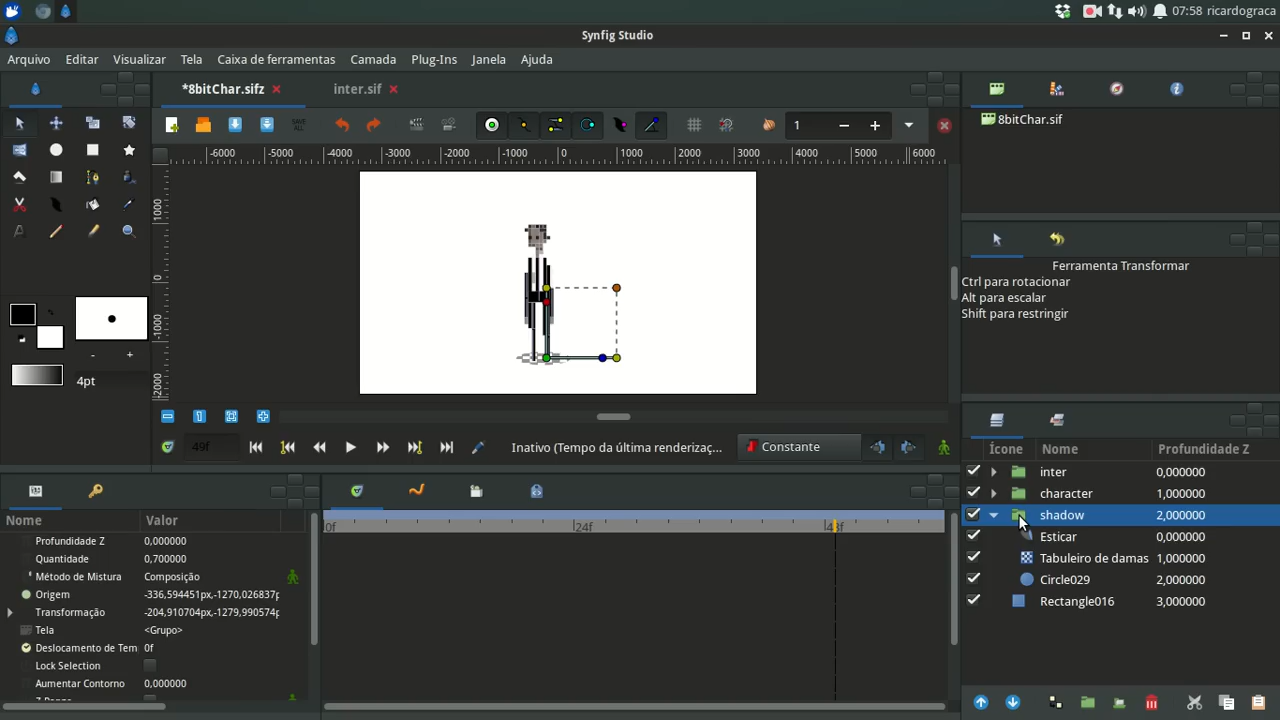 07:58 ricardograca
Synfig Studio
Arquivo Editar Visualizar Tela Caixa de ferramentas Camada Plug-Ins Janela Ajuda
*8bitChar.sifz inter.sif
SAVE ALL 1
-6000 -5000 -4000 -3000 -2000 -1000 0 1000 2000 3000 4000 5000 6000
8bitChar.sif
1000
0
-1000
-2000
Ferramenta Transformar
Ctrl para rotacionar
Alt para escalar
Shift para restringir
- +
4pt
49f Inativo (Tempo da última renderizaç... Constante
Ícone Nome Profundidade Z
inter 0,000000
character 1,000000
shadow 2,000000
Esticar 0,000000
Tabuleiro de damas 1,000000
Circle029 2,000000
Rectangle016 3,000000
Nome Valor
0f 24f 48f
Profundidade Z 0,000000
Quantidade 0,700000
Método de Mistura Composição
Origem -336,594451px,-1270,026837p
Transformação -204,910704px,-1279,990574p
Tela <Grupo>
Deslocamento de Tem 0f
Lock Selection
Aumentar Contorno 0,000000